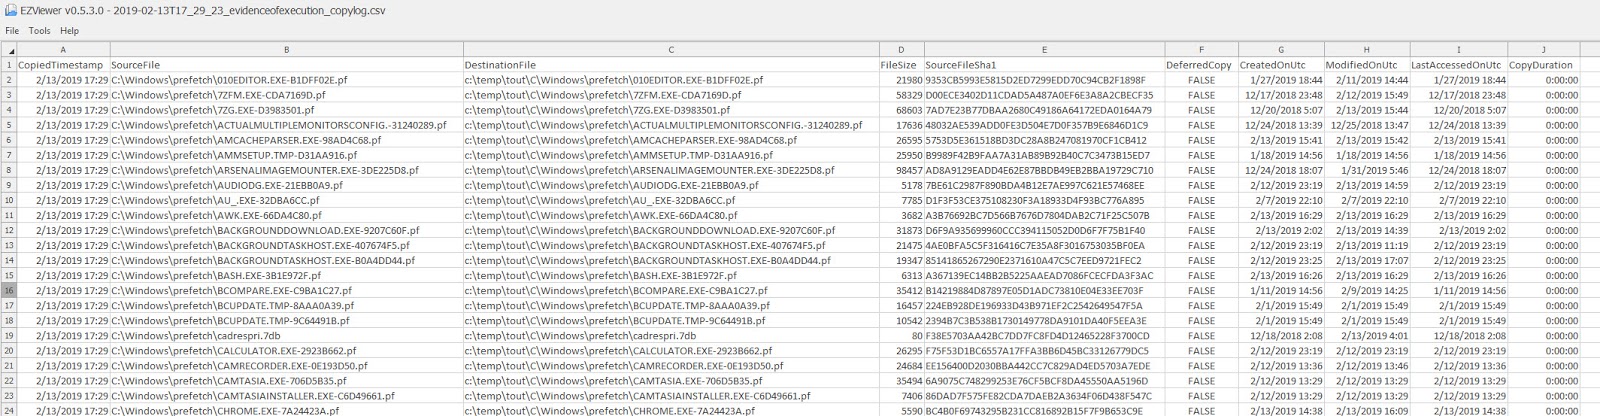 EZViewer v0.5.3.0 - 2019-02-13T17_29_23_evidenceofexecution_copylog.csv
File Tools Help
A B C D E F G H I J
1 CopiedTimestamp SourceFile DestinationFile FileSize SourceFileSha1 DeferredCopy CreatedOnUtc ModifiedOnUtc LastAccessedOnUtc CopyDuration
2 2/13/2019 17:29 C:\Windows\prefetch\010EDITOR.EXE-B1DFF02E.pf c:\temp\tout\C\Windows\prefetch\010EDITOR.EXE-B1DFF02E.pf 21980 9353CB5993E5815D2ED7299EDD70C94CB2F1898F FALSE 1/27/2019 18:44 2/11/2019 14:44 1/27/2019 18:44 0:00:00
3 2/13/2019 17:29 C:\Windows\prefetch\7ZFM.EXE-CDA7169D.pf c:\temp\tout\C\Windows\prefetch\7ZFM.EXE-CDA7169D.pf 58329 D00ECE3402D11CDAD5A487A0EF6E3A8A2CBECF35 FALSE 12/17/2018 23:48 2/12/2019 15:49 12/17/2018 23:48 0:00:00
4 2/13/2019 17:29 C:\Windows\prefetch\7ZG.EXE-D3983501.pf c:\temp\tout\C\Windows\prefetch\7ZG.EXE-D3983501.pf 68603 7AD7E23B77DBAA2680C49186A64172EDA0164A79 FALSE 12/20/2018 5:07 2/13/2019 15:44 12/20/2018 5:07 0:00:00
5 2/13/2019 17:29 C:\Windows\prefetch\ACTUALMULTIPLEMONITORSCONFIG.-31240289.pf c:\temp\tout\C\Windows\prefetch\ACTUALMULTIPLEMONITORSCONFIG.-31240289.pf 17636 48032AE539ADD0FE3D504E7D0F357B9E6846D1C9 FALSE 12/24/2018 13:39 12/25/2018 13:47 12/24/2018 13:39 0:00:00
6 2/13/2019 17:29 C:\Windows\prefetch\AMCACHEPARSER.EXE-98AD4C68.pf c:\temp\tout\C\Windows\prefetch\AMCACHEPARSER.EXE-98AD4C68.pf 26595 5753D5E361518BD3DC28A8B247081970CF1CB412 FALSE 2/13/2019 15:41 2/13/2019 15:42 2/13/2019 15:41 0:00:00
7 2/13/2019 17:29 C:\Windows\prefetch\AMMSETUP.TMP-D31AA916.pf c:\temp\tout\C\Windows\prefetch\AMMSETUP.TMP-D31AA916.pf 25950 B9989F42B9FAA7A31AB89B92B40C7C3473B15ED7 FALSE 1/18/2019 14:56 1/18/2019 14:56 1/18/2019 14:56 0:00:00
8 2/13/2019 17:29 C:\Windows\prefetch\ARSENALIMAGEMOUNTER.EXE-3DE225D8.pf c:\temp\tout\C\Windows\prefetch\ARSENALIMAGEMOUNTER.EXE-3DE225D8.pf 98457 AD8A9129EADD4E62E87BBDB49EB2BBA19729C710 FALSE 12/24/2018 18:07 1/31/2019 5:46 12/24/2018 18:07 0:00:00
9 2/13/2019 17:29 C:\Windows\prefetch\AUDIODG.EXE-21EBB0A9.pf c:\temp\tout\C\Windows\prefetch\AUDIODG.EXE-21EBB0A9.pf 5178 7BE61C2987F890BDA4B12E7AE997C621E57468EE FALSE 2/12/2019 23:19 2/13/2019 14:59 2/12/2019 23:19 0:00:00
10 2/13/2019 17:29 C:\Windows\prefetch\AU_.EXE-32DBA6CC.pf c:\temp\tout\C\Windows\prefetch\AU_.EXE-32DBA6CC.pf 7785 D1F3F53CE375108230F3A18933D4F93BC776A895 FALSE 2/7/2019 22:10 2/7/2019 22:10 2/7/2019 22:10 0:00:00
11 2/13/2019 17:29 C:\Windows\prefetch\AWK.EXE-66DA4C80.pf c:\temp\tout\C\Windows\prefetch\AWK.EXE-66DA4C80.pf 3682 A3B76692BC7D566B7676D7804DAB2C71F25C507B FALSE 2/13/2019 16:29 2/13/2019 16:29 2/13/2019 16:29 0:00:00
12 2/13/2019 17:29 C:\Windows\prefetch\BACKGROUNDDOWNLOAD.EXE-9207C60F.pf c:\temp\tout\C\Windows\prefetch\BACKGROUNDDOWNLOAD.EXE-9207C60F.pf 31873 D6F9A935699960CCC394115052D0D6F7F75B1F40 FALSE 2/13/2019 2:02 2/13/2019 14:39 2/13/2019 2:02 0:00:00
13 2/13/2019 17:29 C:\Windows\prefetch\BACKGROUNDTASKHOST.EXE-407674F5.pf c:\temp\tout\C\Windows\prefetch\BACKGROUNDTASKHOST.EXE-407674F5.pf 21475 4AE0BFA5C5F316416C7E35A8F3016753035BF0EA FALSE 2/12/2019 23:19 2/13/2019 11:19 2/12/2019 23:19 0:00:00
14 2/13/2019 17:29 C:\Windows\prefetch\BACKGROUNDTASKHOST.EXE-B0A4DD44.pf c:\temp\tout\C\Windows\prefetch\BACKGROUNDTASKHOST.EXE-B0A4DD44.pf 19347 85141865267290E2371610A47C5C7EED9721FEC2 FALSE 2/12/2019 23:25 2/13/2019 17:07 2/12/2019 23:25 0:00:00
15 2/13/2019 17:29 C:\Windows\prefetch\BASH.EXE-3B1E972F.pf c:\temp\tout\C\Windows\prefetch\BASH.EXE-3B1E972F.pf 6313 A367139EC14BB2B5225AAEAD7086FCECFDA3F3AC FALSE 2/13/2019 16:26 2/13/2019 16:29 2/13/2019 16:26 0:00:00
16 2/13/2019 17:29 C:\Windows\prefetch\BCOMPARE.EXE-C9BA1C27.pf c:\temp\tout\C\Windows\prefetch\BCOMPARE.EXE-C9BA1C27.pf 35412 B14219884D87897E05D1ADC73810E04E33EE703F FALSE 1/11/2019 14:56 2/9/2019 14:25 1/11/2019 14:56 0:00:00
17 2/13/2019 17:29 C:\Windows\prefetch\BCUPDATE.TMP-8AAA0A39.pf c:\temp\tout\C\Windows\prefetch\BCUPDATE.TMP-8AAA0A39.pf 16457 224EB928DE196933D43B971EF2C2542649547F5A FALSE 2/1/2019 15:49 2/1/2019 15:49 2/1/2019 15:49 0:00:00
18 2/13/2019 17:29 C:\Windows\prefetch\BCUPDATE.TMP-9C64491B.pf c:\temp\tout\C\Windows\prefetch\BCUPDATE.TMP-9C64491B.pf 10542 2394B7C3B538B1730149778DA9101DA40F5EEA3E FALSE 2/1/2019 15:49 2/1/2019 15:49 2/1/2019 15:49 0:00:00
19 2/13/2019 17:29 C:\Windows\prefetch\cadrespri.7db c:\temp\tout\C\Windows\prefetch\cadrespri.7db 80 F38E5703AA42BC7DD7FC8FD4D12465228F3700CD FALSE 12/18/2018 2:08 2/13/2019 4:01 12/18/2018 2:08 0:00:00
20 2/13/2019 17:29 C:\Windows\prefetch\CALCULATOR.EXE-2923B662.pf c:\temp\tout\C\Windows\prefetch\CALCULATOR.EXE-2923B662.pf 26295 F75F53D1BC6557A17FFA3BB6D45BC33126779DC5 FALSE 2/12/2019 23:19 2/12/2019 23:19 2/12/2019 23:19 0:00:00
21 2/13/2019 17:29 C:\Windows\prefetch\CAMRECORDER.EXE-0E193D50.pf c:\temp\tout\C\Windows\prefetch\CAMRECORDER.EXE-0E193D50.pf 24684 EE156400D2030BBA442CC7C829AD4ED5703A7EDE FALSE 2/12/2019 13:36 2/12/2019 13:46 2/12/2019 13:36 0:00:00
22 2/13/2019 17:29 C:\Windows\prefetch\CAMTASIA.EXE-706D5B35.pf c:\temp\tout\C\Windows\prefetch\CAMTASIA.EXE-706D5B35.pf 35494 6A9075C748299253E76CF5BCF8DA45550AA5196D FALSE 2/12/2019 13:29 2/12/2019 13:29 2/12/2019 13:29 0:00:00
23 2/13/2019 17:29 C:\Windows\prefetch\CAMTASIAINSTALLER.EXE-C6D49661.pf c:\temp\tout\C\Windows\prefetch\CAMTASIAINSTALLER.EXE-C6D49661.pf 7406 86DAD7F575FE82CDA7DAEB2A3634F06D438F547C FALSE 2/12/2019 13:29 2/12/2019 13:29 2/12/2019 13:29 0:00:00
24 2/13/2019 17:29 C:\Windows\prefetch\CHROME.EXE-7A24423A.pf c:\temp\tout\C\Windows\prefetch\CHROME.EXE-7A24423A.pf 5590 BC4B0F69743295B231CC816892B15F7F9B653C9E FALSE 2/13/2019 14:38 2/13/2019 16:09 2/13/2019 14:38 0:00:00